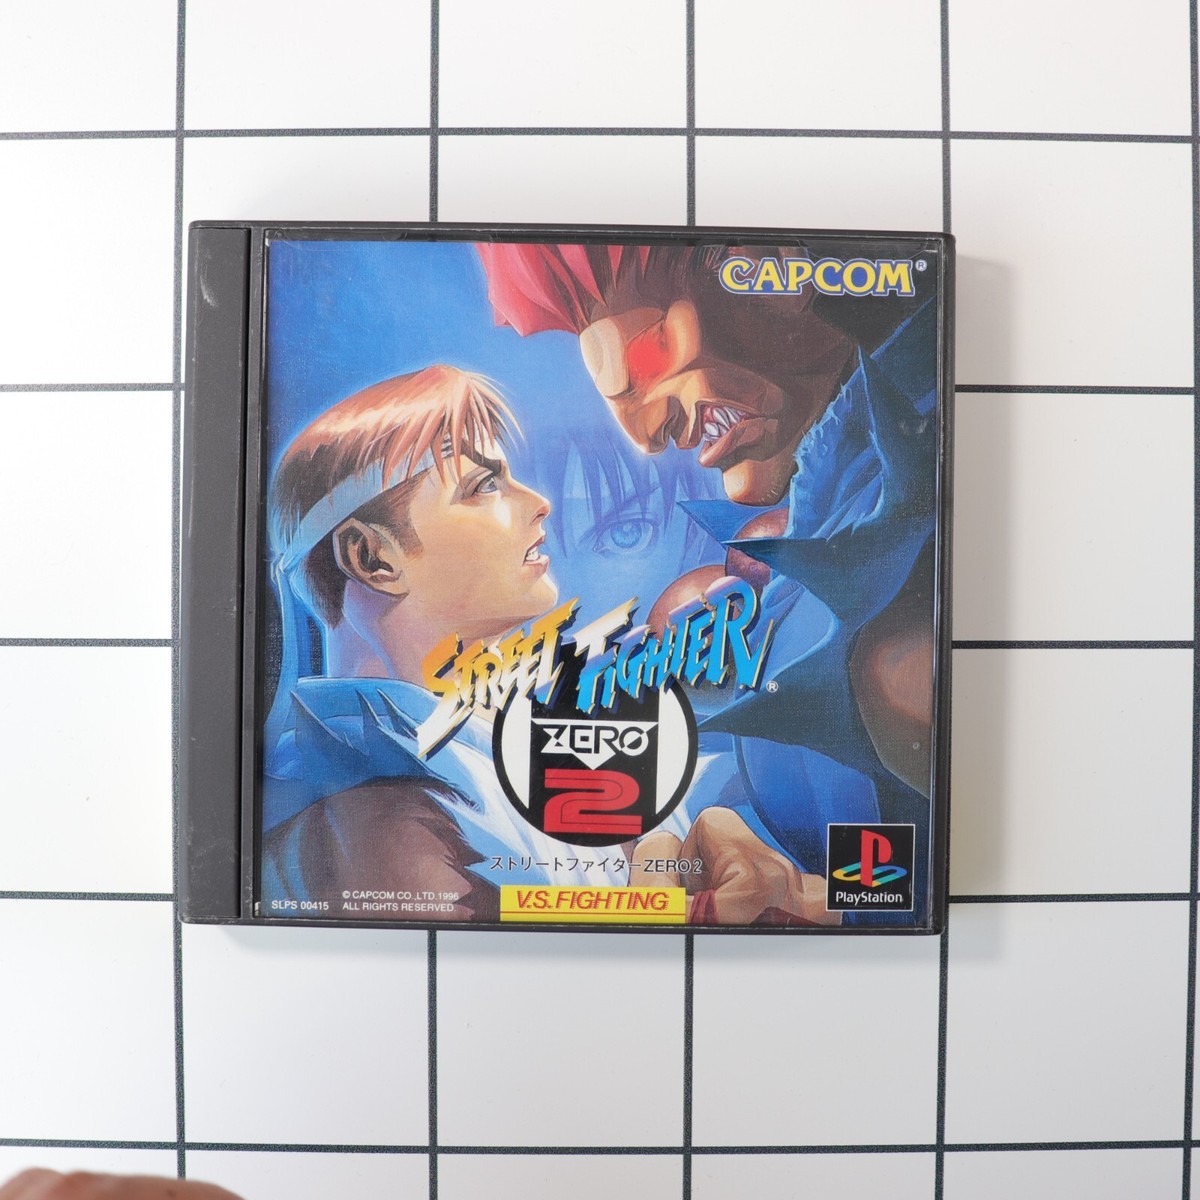 CAPCOM®
STREET FIGHTER®
ZERO
2
ストリートファイターZERO2
V.S. FIGHTING
SLPS 00415
© CAPCOM CO.,LTD.1996
ALL RIGHTS RESERVED.
PlayStation